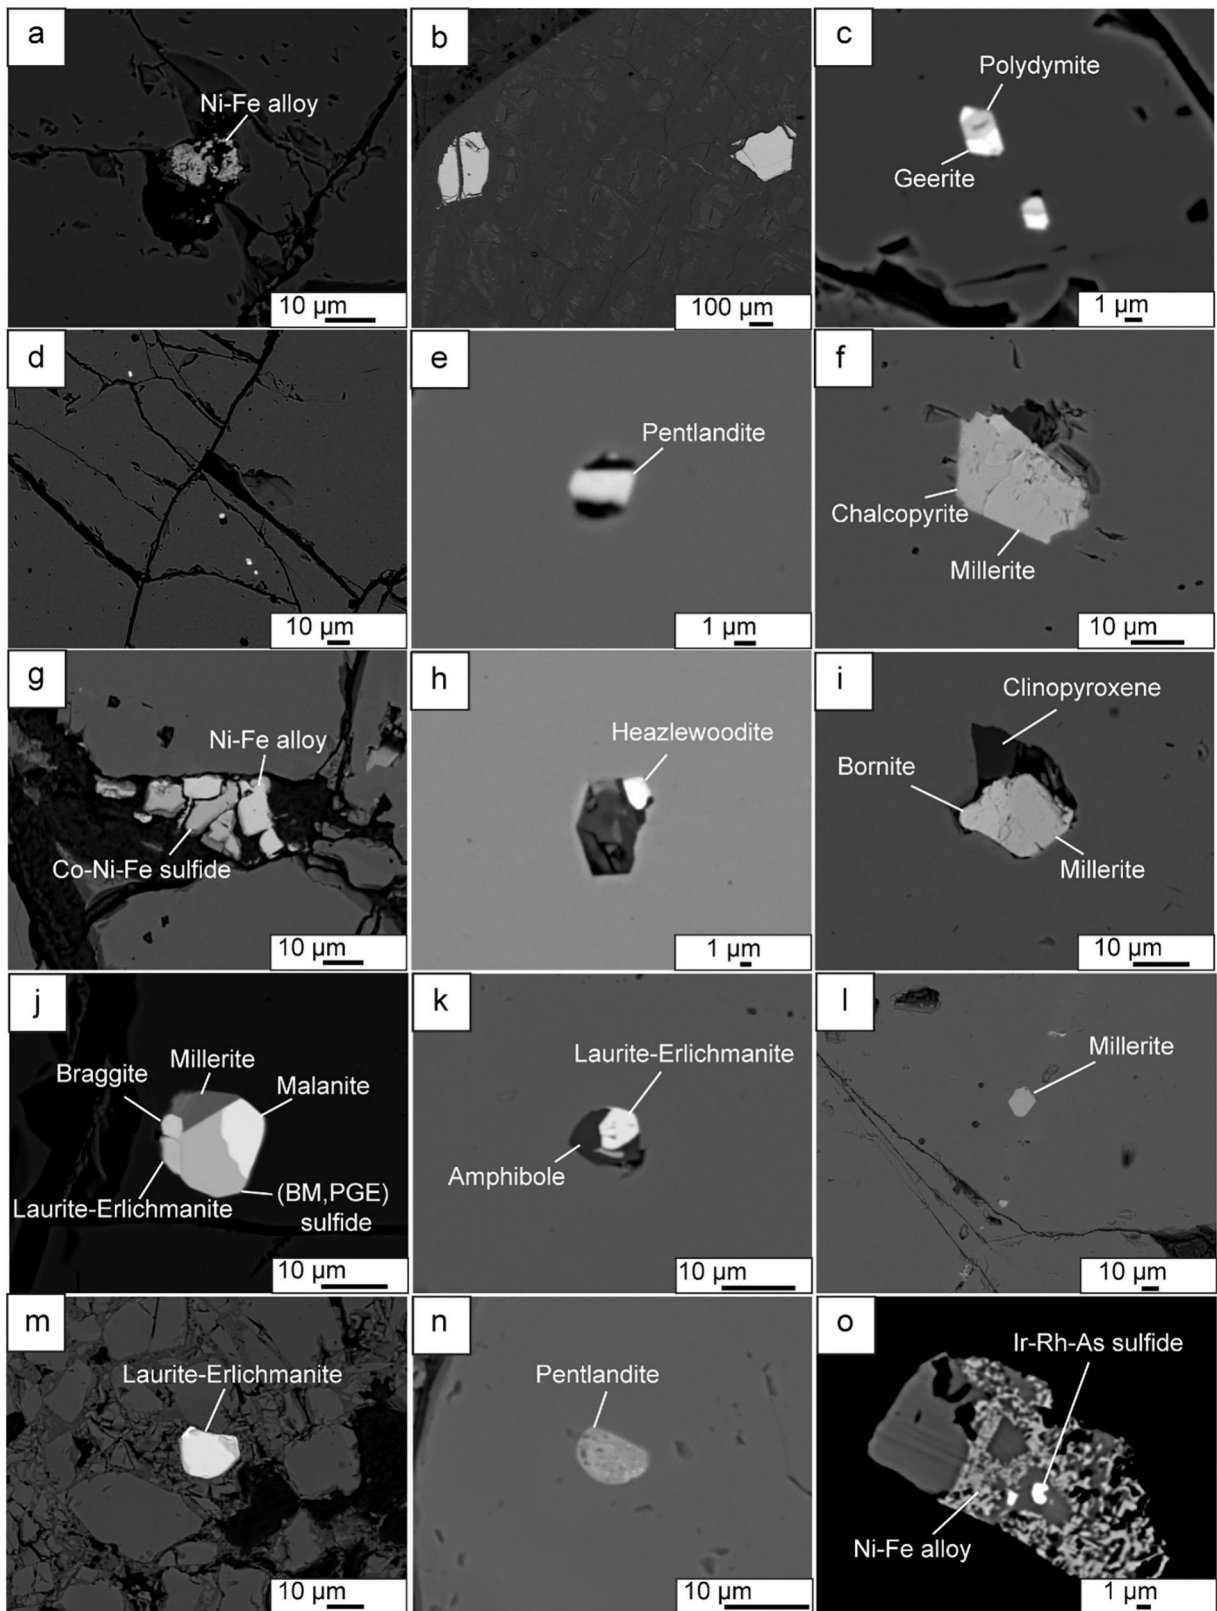 a
Ni-Fe alloy
10 µm
b
100 µm
c
Polydymite
Geerite
1 µm
d
10 µm
e
Pentlandite
1 µm
f
Chalcopyrite
Millerite
10 µm
g
Ni-Fe alloy
Co-Ni-Fe sulfide
10 µm
h
Heazlewoodite
1 µm
i
Clinopyroxene
Bornite
Millerite
10 µm
j
Millerite
Braggite
Malanite
Laurite-Erlichmanite
(BM,PGE)
sulfide
10 µm
k
Laurite-Erlichmanite
Amphibole
10 µm
l
Millerite
10 µm
m
Laurite-Erlichmanite
10 µm
n
Pentlandite
10 µm
o
Ir-Rh-As sulfide
Ni-Fe alloy
1 µm